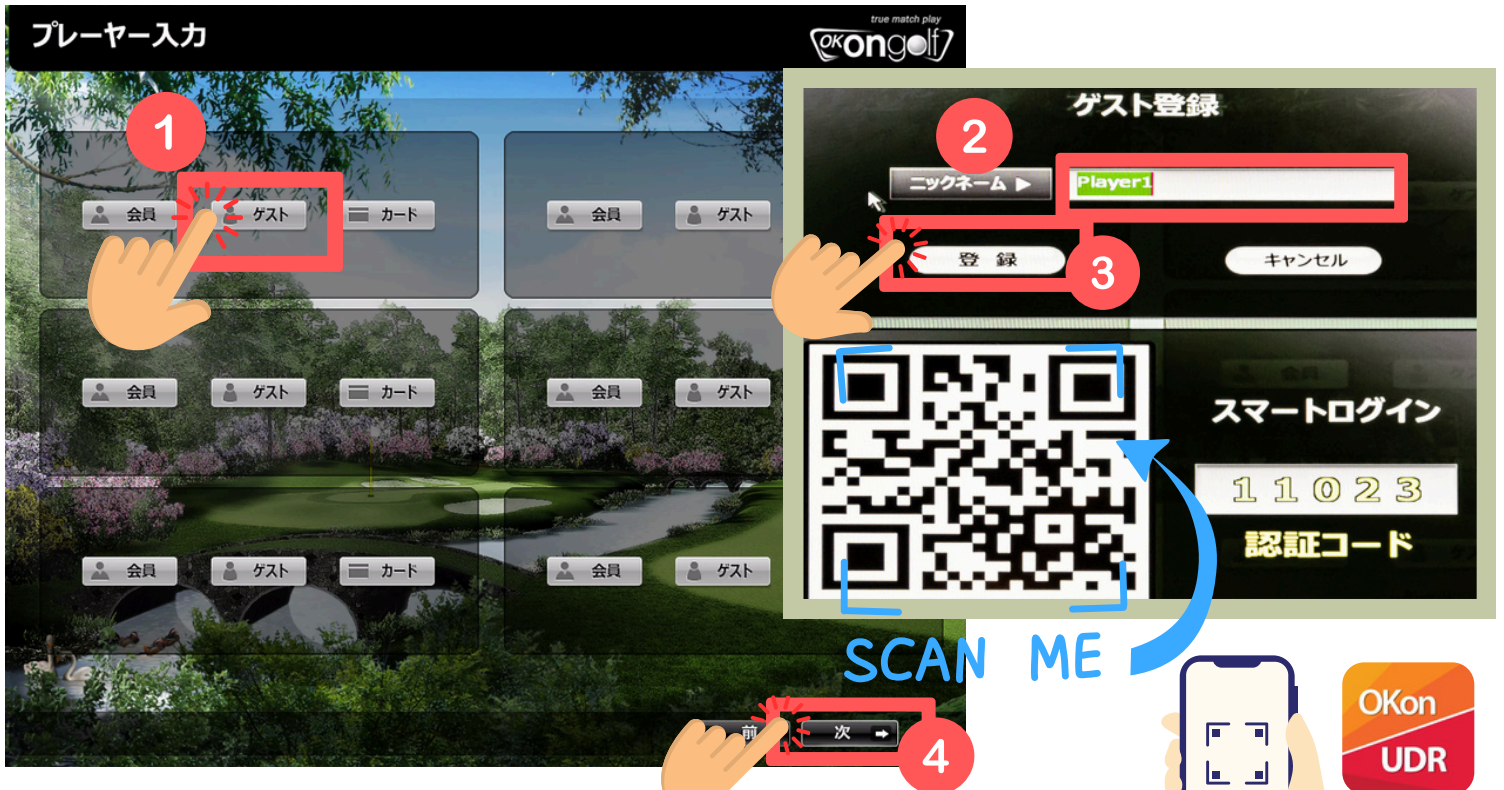 プレーヤー入力
true match play
OKongolf
1
会員 ゲスト カード
会員 ゲスト
会員 ゲスト カード
会員 ゲスト
会員 ゲスト カード
会員 ゲスト
前 次
4
ゲスト登録
2
ニックネーム Player1
登録 キャンセル
3
スマートログイン
11023
認証コード
SCAN ME
OKon
UDR